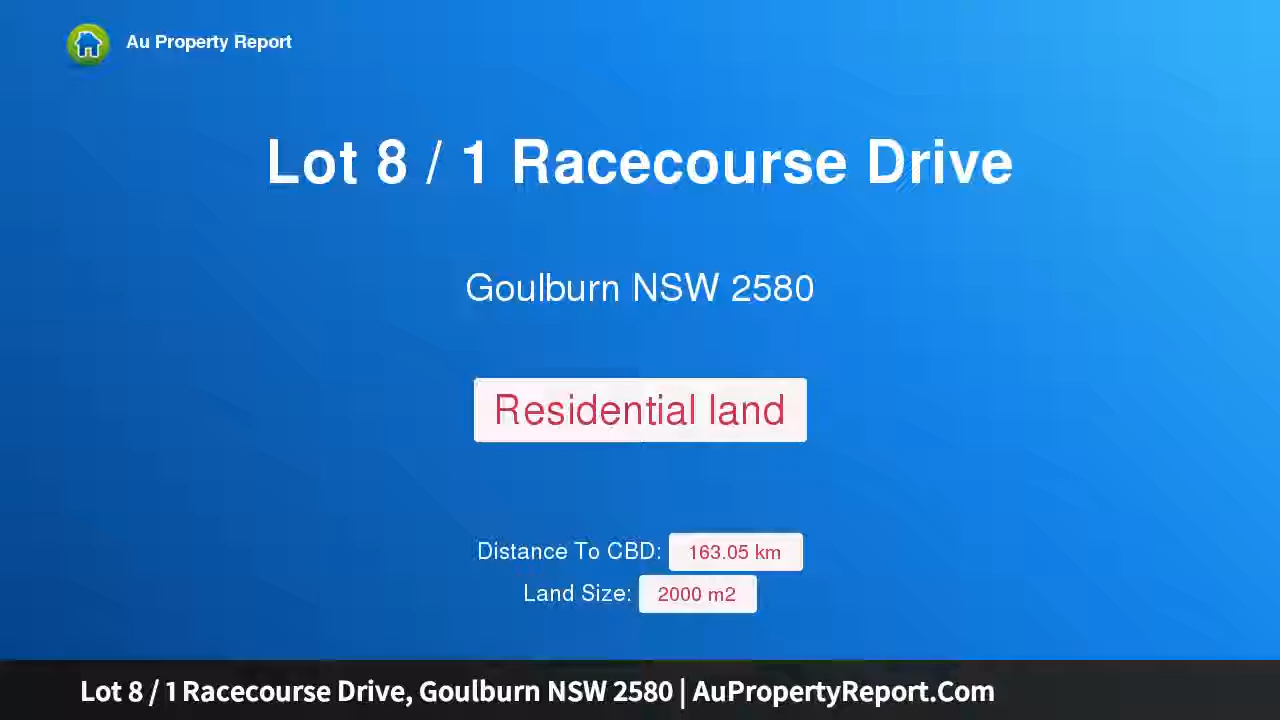 Au Property Report
Lot 8 / 1 Racecourse Drive
Goulburn NSW 2580
Residential land
Distance To CBD: 163.05 km
Land Size: 2000 m2
Lot 8 / 1 Racecourse Drive, Goulburn NSW 2580 | AuPropertyReport.Com